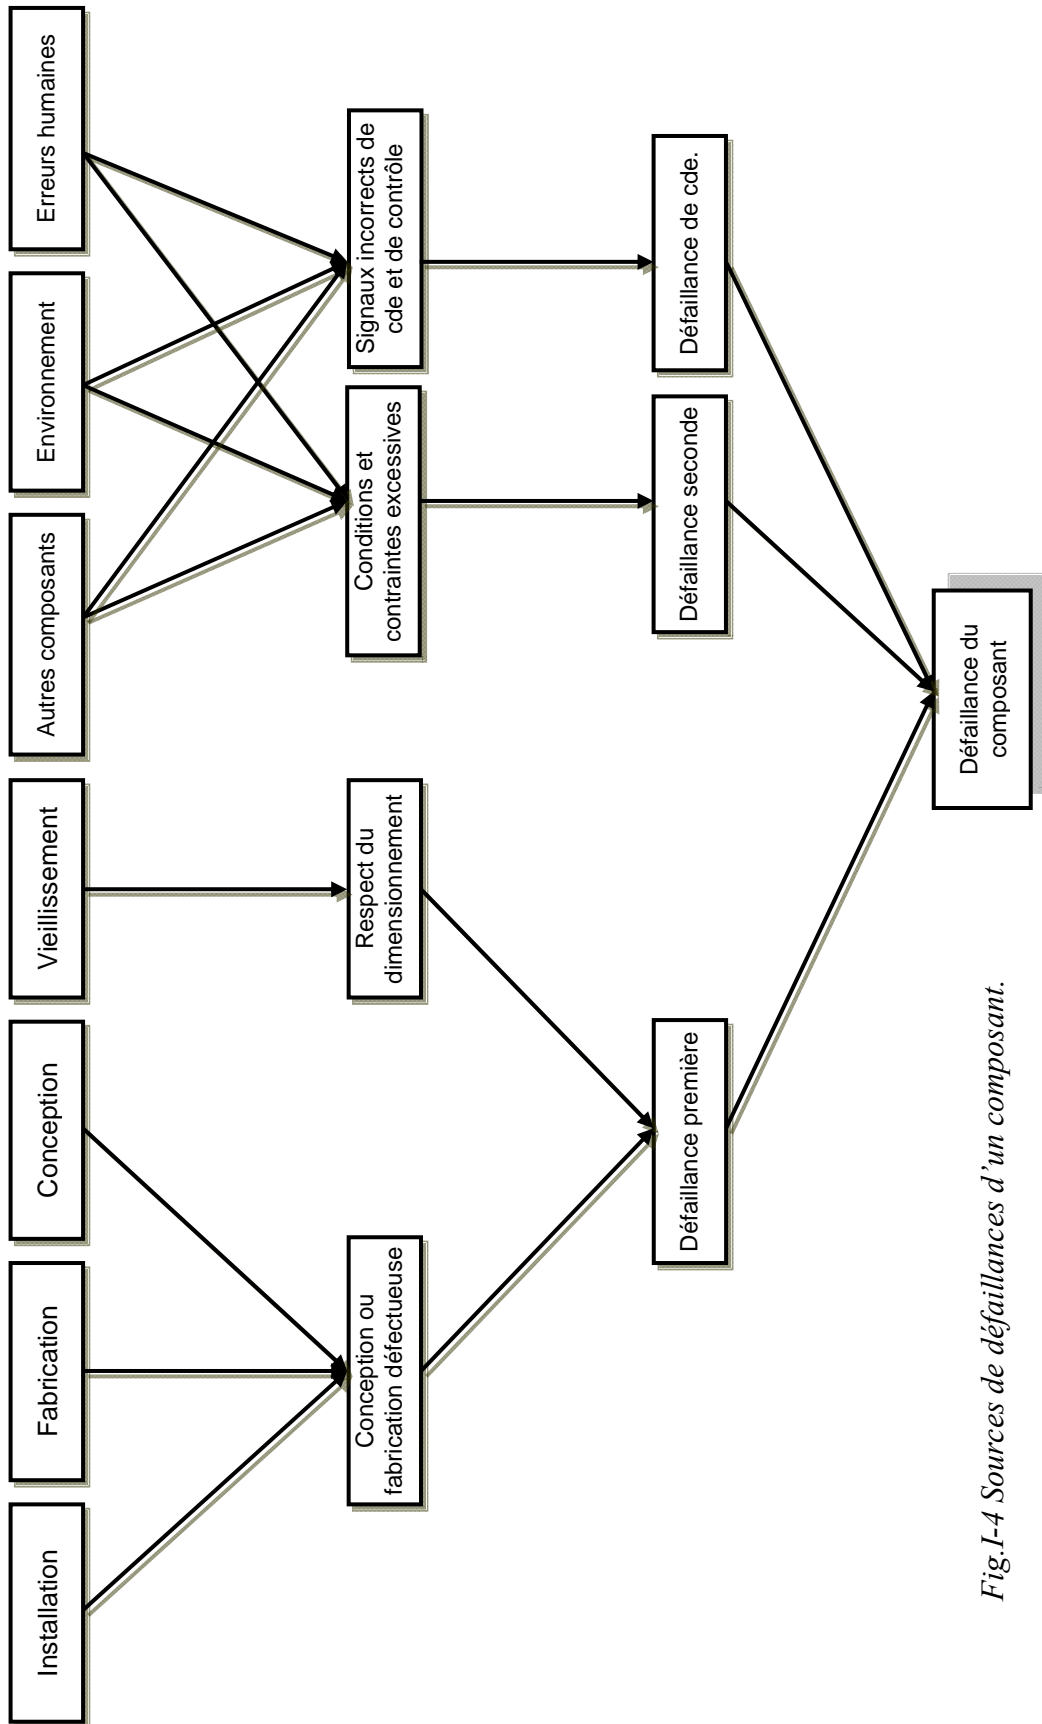 Installation
Fabrication
Conception
Vieillissement
Autres composants
Environnement
Erreurs humaines
Conception ou
fabrication défectueuse
Respect du
dimensionnement
Conditions et
contraintes excessives
Signaux incorrects de
cde et de contrôle
Défaillance première
Défaillance seconde
Défaillance de cde.
Défaillance du
composant
Fig.I-4 Sources de défaillances d’un composant.